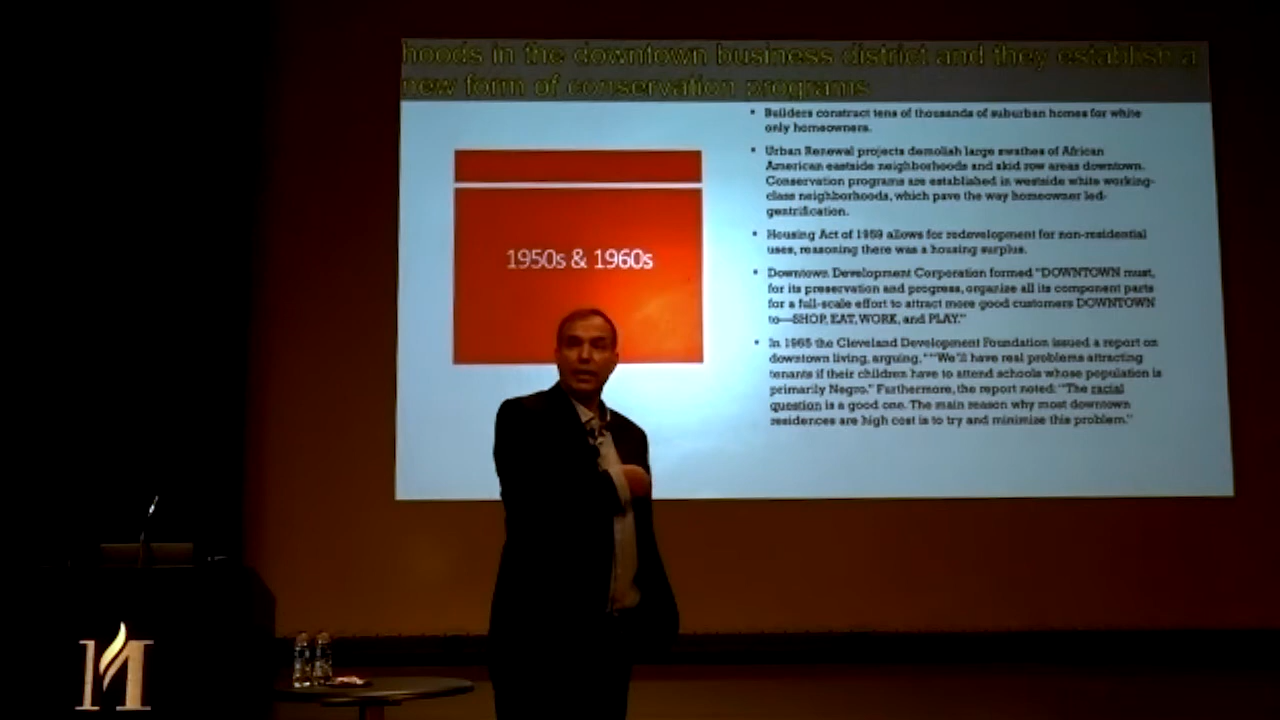 hoods in the downtown business district and they establish a
new form of conservation programs
1950s & 1960s
• Builders construct tens of thousands of suburban homes for white
only homeowners.
• Urban Renewal projects demolish large swathes of African
American eastside neighborhoods and skid row areas downtown.
Conservation programs are established in westside white working-
class neighborhoods, which pave the way homeowner led-
gentrification.
• Housing Act of 1959 allows for redevelopment for non-residential
uses, reasoning there was a housing surplus.
• Downtown Development Corporation formed "DOWNTOWN must,
for its preservation and progress, organize all its component parts
for a full-scale effort to attract more good customers DOWNTOWN
to—SHOP, EAT, WORK, and PLAY."
• In 1965 the Cleveland Development Foundation issued a report on
downtown living, arguing, ""We'll have real problems attracting
tenants if their children have to attend schools whose population is
primarily Negro." Furthermore, the report noted: "The racial
question is a good one. The main reason why most downtown
residences are high cost is to try and minimize this problem."
M